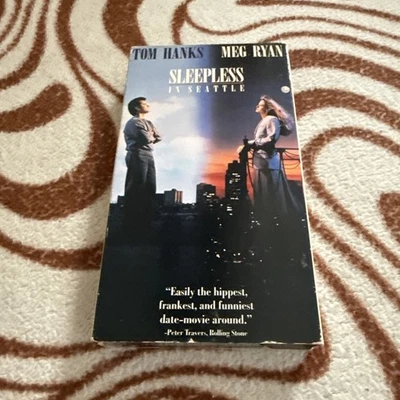 TOM HANKS MEG RYAN
SLEEPLESS
IN SEATTLE
“Easily the hippest,
frankest, and funniest
date-movie around.”
-Peter Travers, Rolling Stone